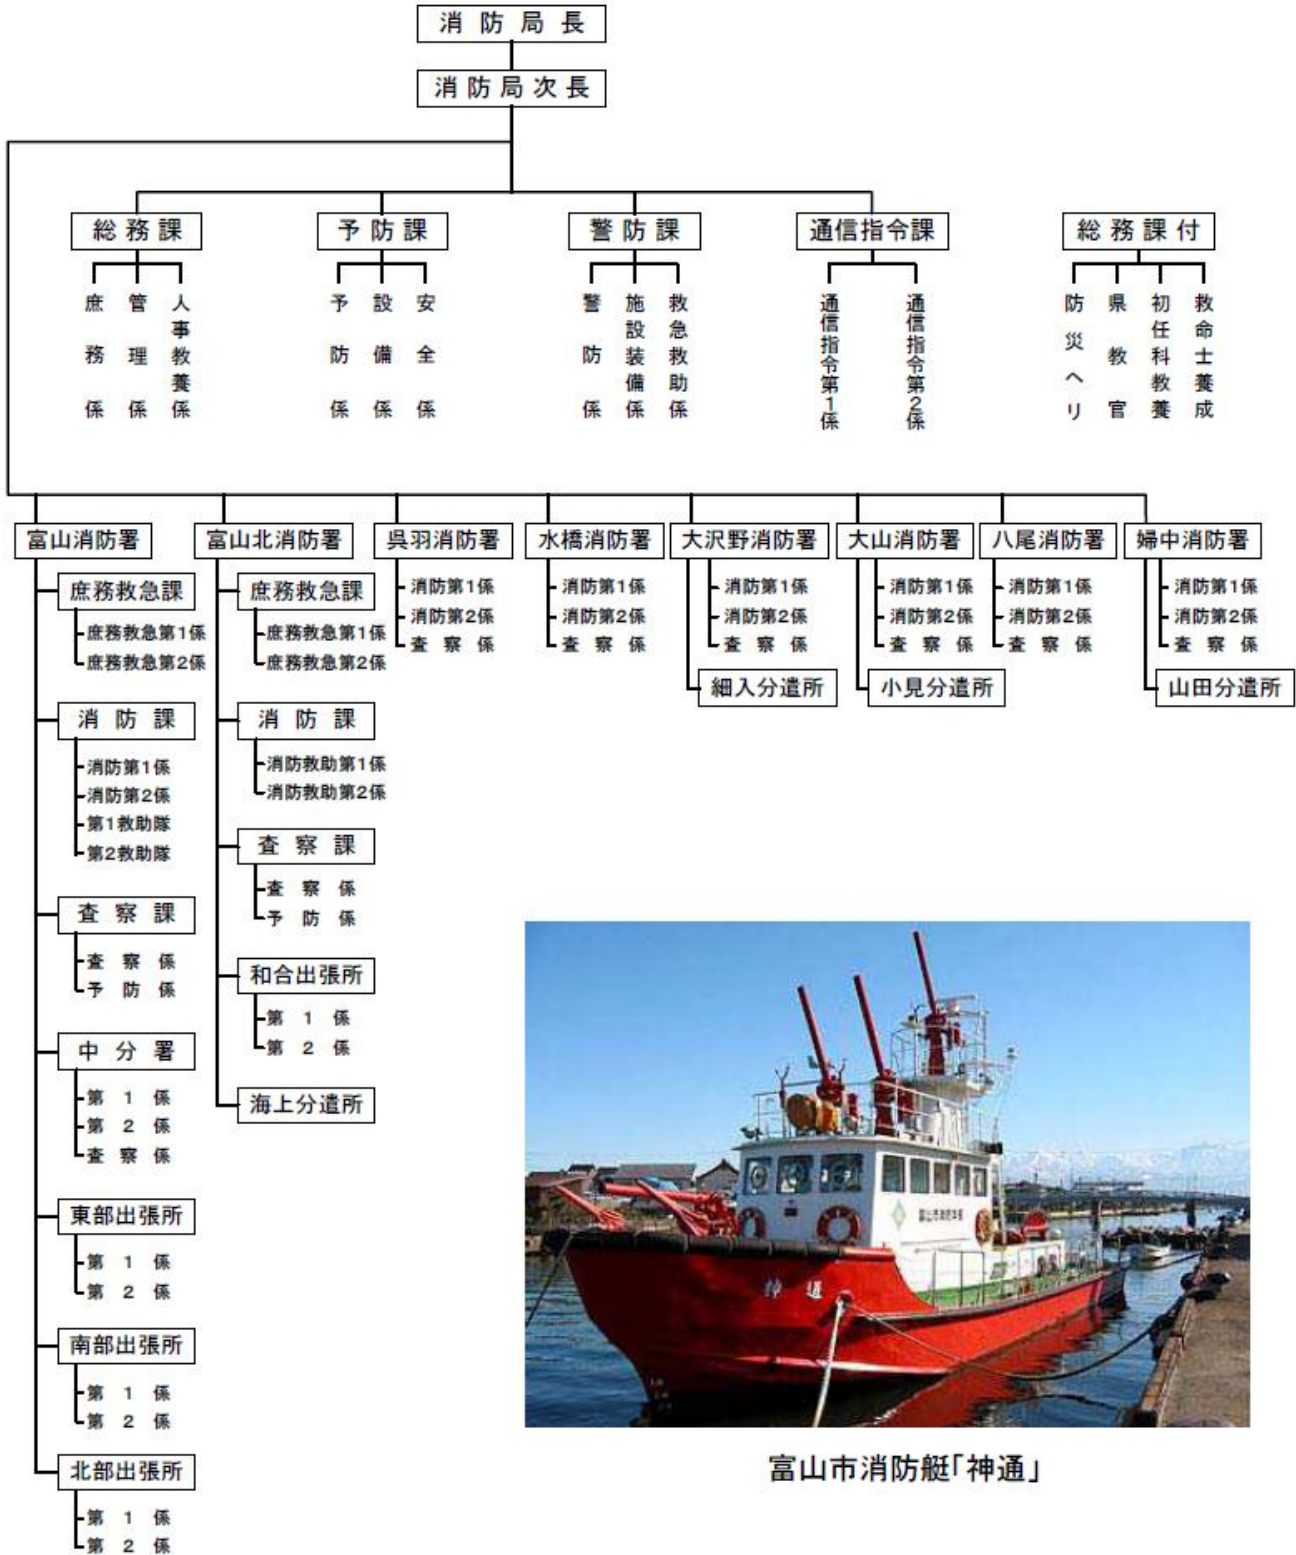 消防局長
消防局次長
総務課
庶務係
管理係
人事教養係
予防課
予防係
設備係
安全係
警防課
警防係
施設装備係
救急救助係
通信指令課
通信指令第1係
通信指令第2係
総務課付
防災ヘリ
県教官
初任科教養
救命士養成
富山消防署
庶務救急課
庶務救急第1係
庶務救急第2係
消防課
消防第1係
消防第2係
第1救助隊
第2救助隊
査察課
査察係
予防係
中分署
第1係
第2係
査察係
東部出張所
第1係
第2係
南部出張所
第1係
第2係
北部出張所
第1係
第2係
富山北消防署
庶務救急課
庶務救急第1係
庶務救急第2係
消防課
消防救助第1係
消防救助第2係
査察課
査察係
予防係
和合出張所
第1係
第2係
海上分遣所
呉羽消防署
消防第1係
消防第2係
査察係
水橋消防署
消防第1係
消防第2係
査察係
大沢野消防署
消防第1係
消防第2係
査察係
細入分遣所
大山消防署
消防第1係
消防第2係
査察係
小見分遣所
八尾消防署
消防第1係
消防第2係
査察係
婦中消防署
消防第1係
消防第2係
査察係
山田分遣所
神通
富山市消防艇「神通」